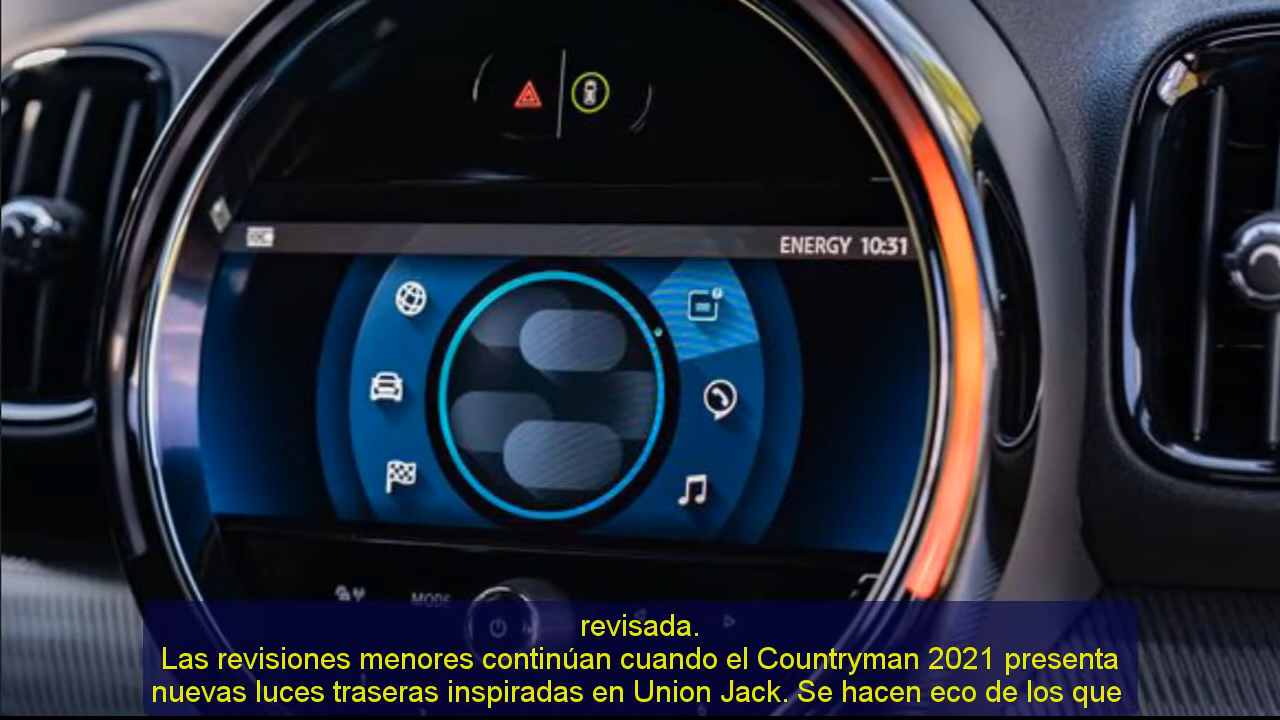 ENERGY 10:31
MODE
revisada.
Las revisiones menores continúan cuando el Countryman 2021 presenta
nuevas luces traseras inspiradas en Union Jack. Se hacen eco de los que